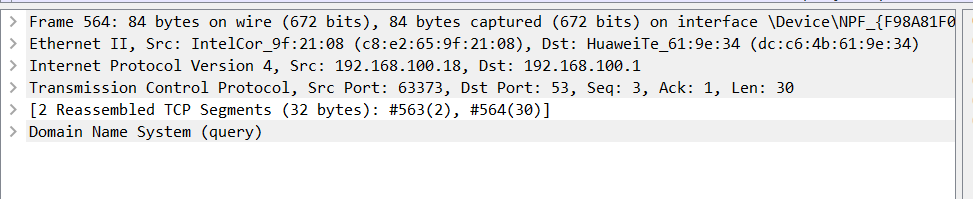 Frame 564: 84 bytes on wire (672 bits), 84 bytes captured (672 bits) on interface \Device\NPF_{F98A81F0
Ethernet II, Src: IntelCor_9f:21:08 (c8:e2:65:9f:21:08), Dst: HuaweiTe_61:9e:34 (dc:c6:4b:61:9e:34)
Internet Protocol Version 4, Src: 192.168.100.18, Dst: 192.168.100.1
Transmission Control Protocol, Src Port: 63373, Dst Port: 53, Seq: 3, Ack: 1, Len: 30
[2 Reassembled TCP Segments (32 bytes): #563(2), #564(30)]
Domain Name System (query)